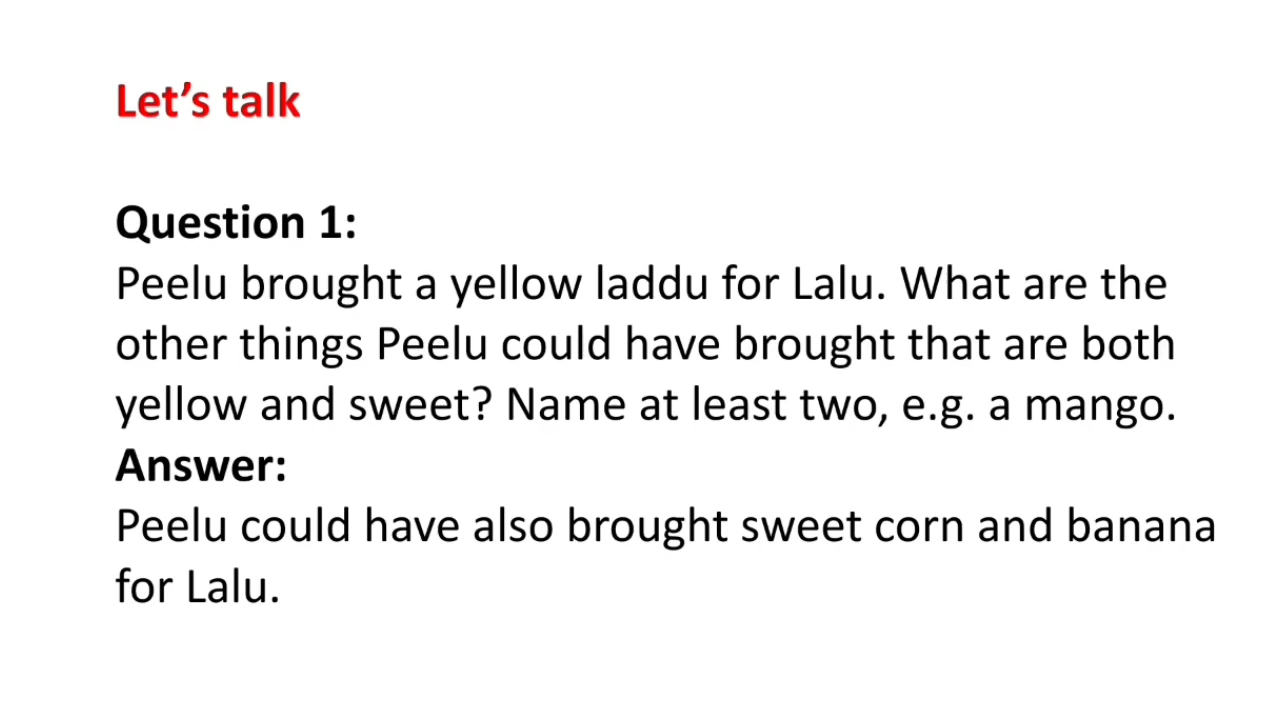 Let’s talk
Question 1:
Peelu brought a yellow laddu for Lalu. What are the
other things Peelu could have brought that are both
yellow and sweet? Name at least two, e.g. a mango.
Answer:
Peelu could have also brought sweet corn and banana
for Lalu.